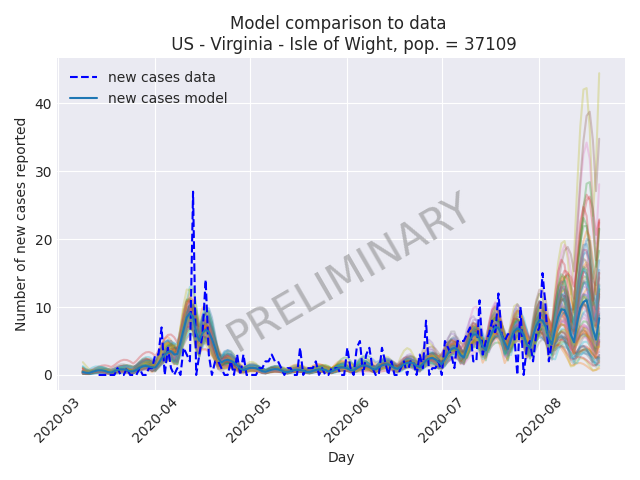 Model comparison to data
US - Virginia - Isle of Wight, pop. = 37109
new cases data
new cases model
Number of new cases reported
40
30
20
10
0
PRELIMINARY
2020-03
2020-04
2020-05
2020-06
2020-07
2020-08
Day